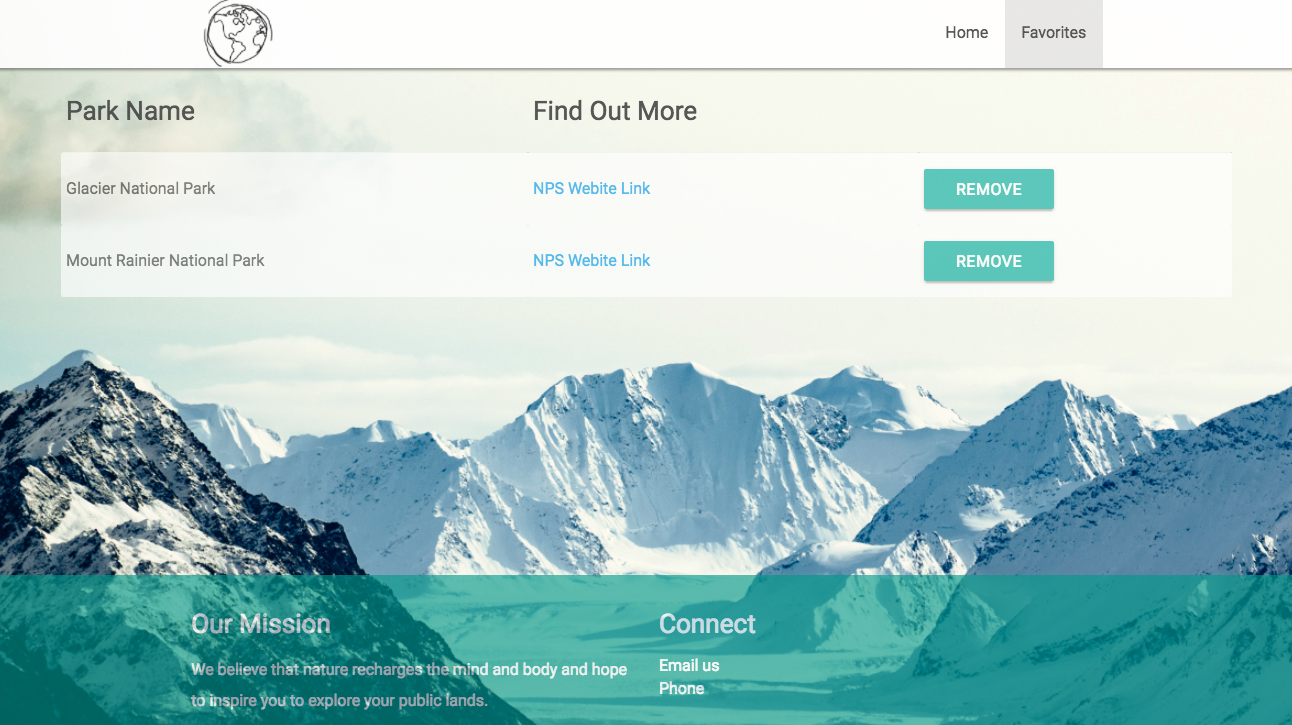 Home Favorites
Park Name Find Out More
Glacier National Park NPS Webite Link REMOVE
Mount Rainier National Park NPS Webite Link REMOVE
Our Mission
We believe that nature recharges the mind and body and hope
to inspire you to explore your public lands.
Connect
Email us
Phone